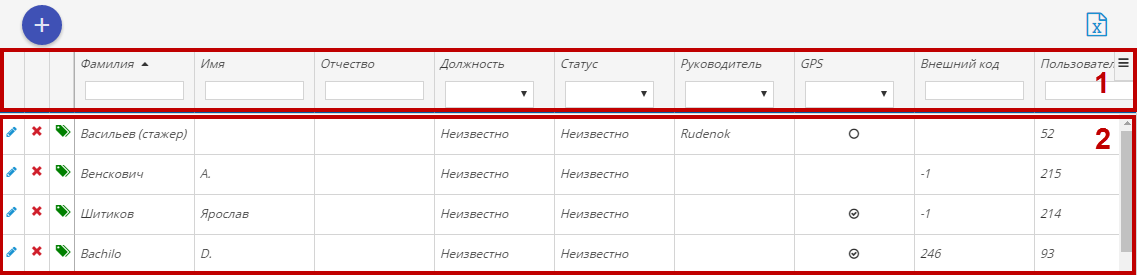 + X
Фамилия Имя Отчество Должность Статус Руководитель GPS Внешний код Пользовател
1
2
Васильев (стажер) Неизвестно Неизвестно Rudenok 52
Венскович А. Неизвестно Неизвестно -1 215
Шитиков Ярослав Неизвестно Неизвестно -1 214
Bachilo D. Неизвестно Неизвестно 246 93